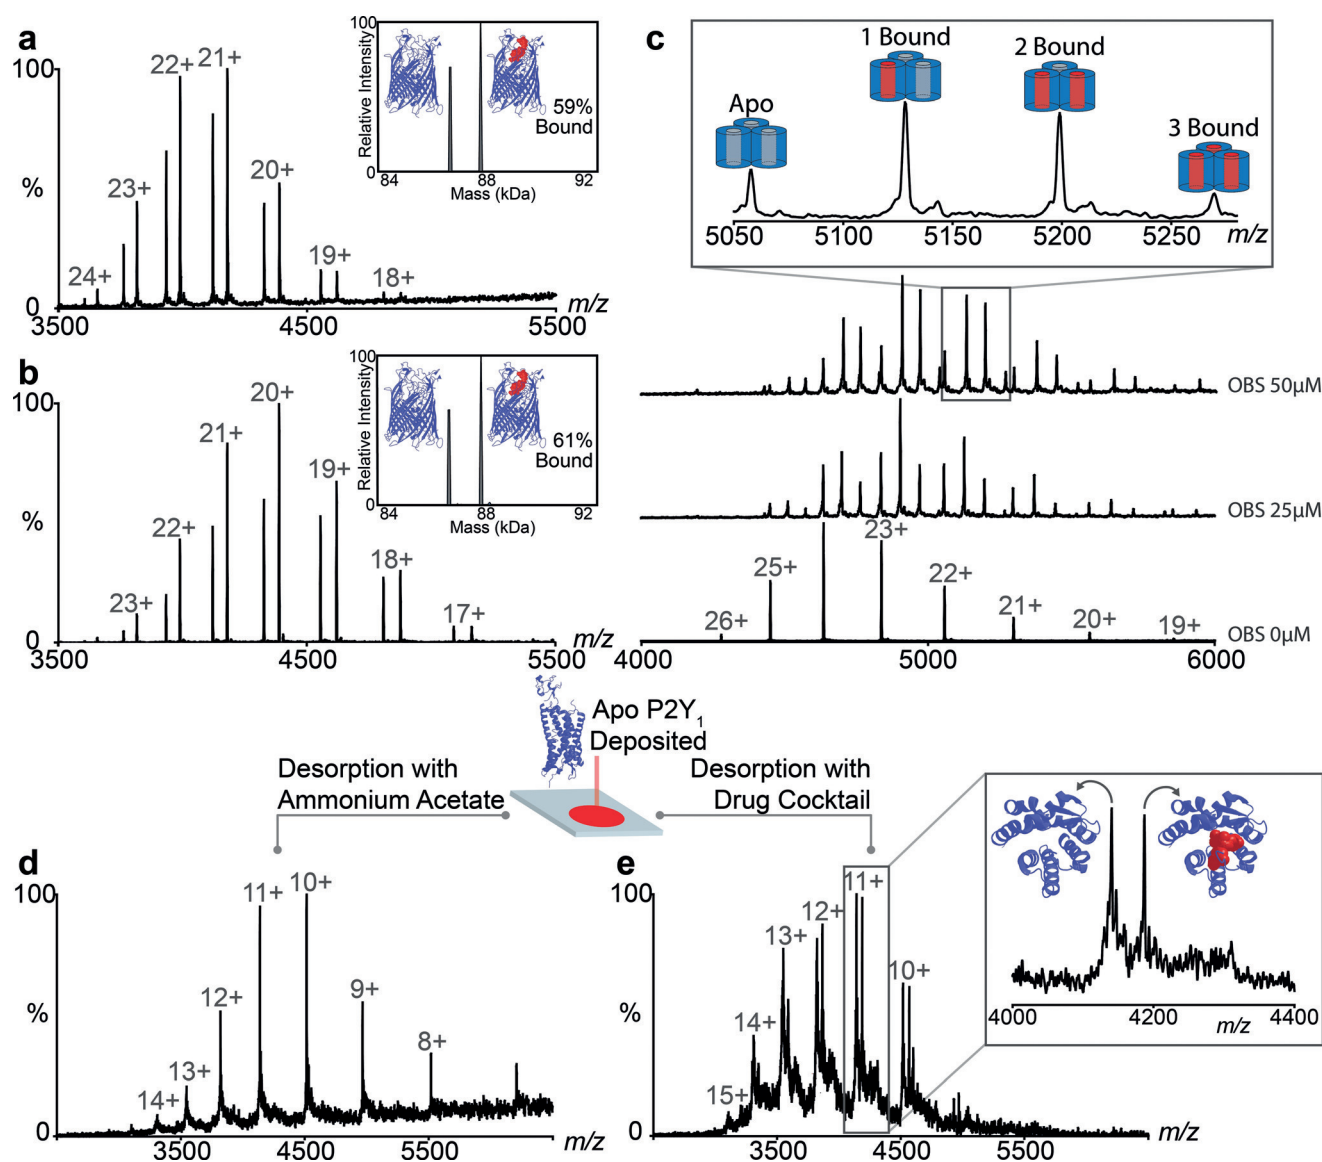 a
100
%
0
24+
23+
22+
21+
20+
19+
18+
3500
4500
5500
m/z
100
Relative Intensity
0
59%
Bound
84
88
92
Mass (kDa)
b
100
%
0
23+
22+
21+
20+
19+
18+
17+
3500
4500
5500
m/z
100
Relative Intensity
0
61%
Bound
84
88
92
Mass (kDa)
c
Apo
1 Bound
2 Bound
3 Bound
5050
5100
5150
5200
5250
m/z
OBS 50μM
OBS 25μM
OBS 0μM
26+
25+
23+
22+
21+
20+
19+
4000
5000
6000
Apo P2Y₁
Deposited
Desorption with
Ammonium Acetate
Desorption with
Drug Cocktail
d
100
%
0
14+
13+
12+
11+
10+
9+
8+
3500
4500
5500
m/z
e
100
%
0
15+
14+
13+
12+
11+
10+
3500
4500
5500
m/z
4000
4200
4400
m/z